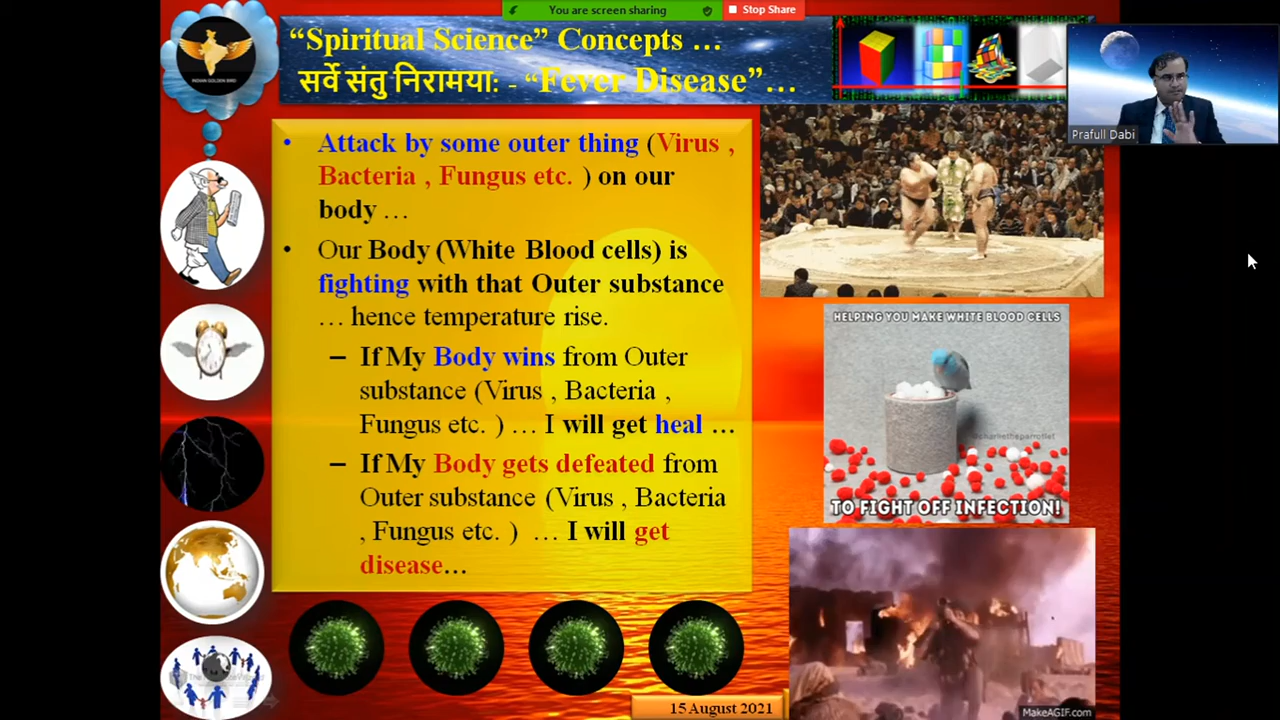 You are screen sharing
Stop Share
INDIAN GOLDEN BIRD
“Spiritual Science” Concepts …
सर्वे संतु निरामया: - “Fever Disease”…
Prafull Dabi
• Attack by some outer thing (Virus ,
Bacteria , Fungus etc. ) on our
body …
• Our Body (White Blood cells) is
fighting with that Outer substance
… hence temperature rise.
– If My Body wins from Outer
substance (Virus , Bacteria ,
Fungus etc. ) … I will get heal …
– If My Body gets defeated from
Outer substance (Virus , Bacteria
, Fungus etc. ) … I will get
disease…
HELPING YOU MAKE WHITE BLOOD CELLS
@charlietheparrotlet
TO FIGHT OFF INFECTION!
MakeAGIF.com
15 August 2021